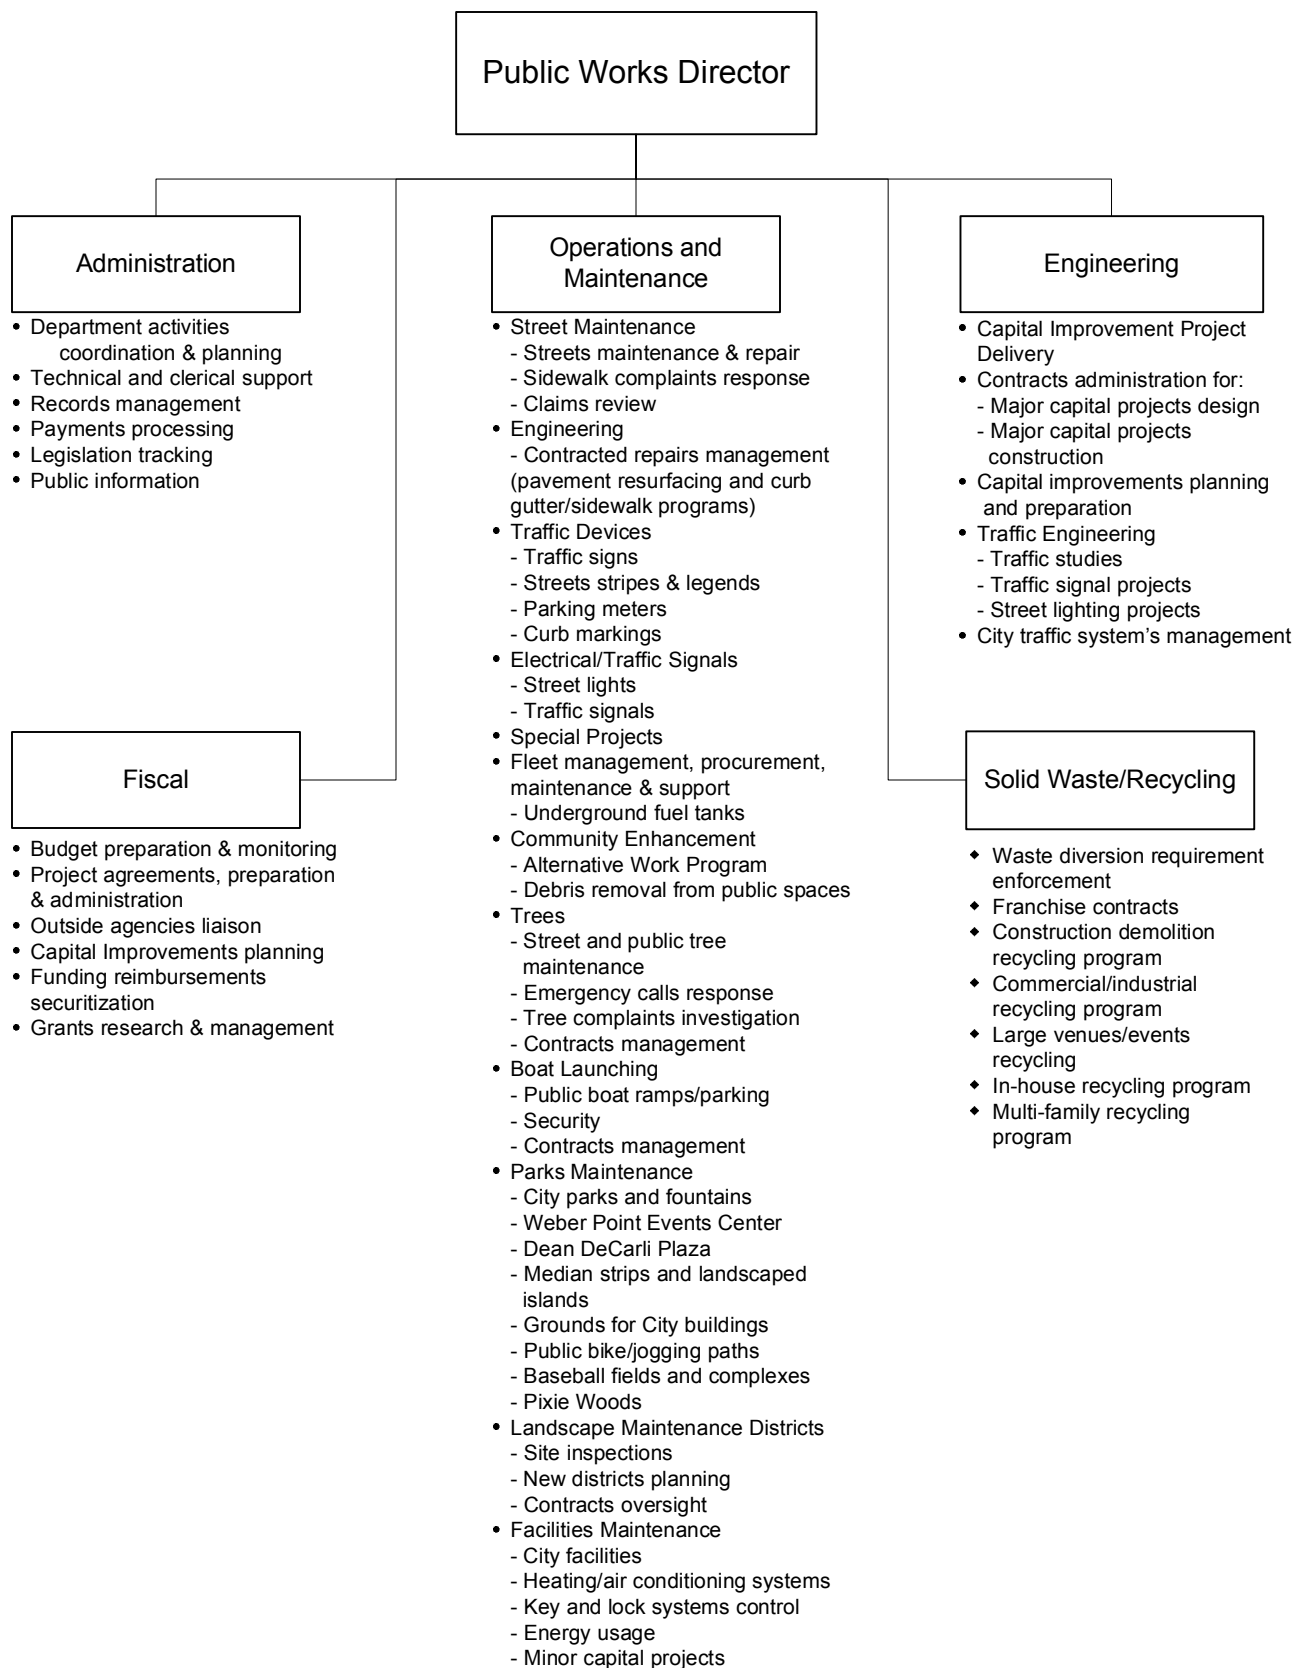 Public Works Director
Administration
• Department activities
coordination & planning
• Technical and clerical support
• Records management
• Payments processing
• Legislation tracking
• Public information
Fiscal
• Budget preparation & monitoring
• Project agreements, preparation
& administration
• Outside agencies liaison
• Capital Improvements planning
• Funding reimbursements
securitization
• Grants research & management
Operations and
Maintenance
• Street Maintenance
- Streets maintenance & repair
- Sidewalk complaints response
- Claims review
• Engineering
- Contracted repairs management
(pavement resurfacing and curb
gutter/sidewalk programs)
• Traffic Devices
- Traffic signs
- Streets stripes & legends
- Parking meters
- Curb markings
• Electrical/Traffic Signals
- Street lights
- Traffic signals
• Special Projects
• Fleet management, procurement,
maintenance & support
- Underground fuel tanks
• Community Enhancement
- Alternative Work Program
- Debris removal from public spaces
• Trees
- Street and public tree
maintenance
- Emergency calls response
- Tree complaints investigation
- Contracts management
• Boat Launching
- Public boat ramps/parking
- Security
- Contracts management
• Parks Maintenance
- City parks and fountains
- Weber Point Events Center
- Dean DeCarli Plaza
- Median strips and landscaped
islands
- Grounds for City buildings
- Public bike/jogging paths
- Baseball fields and complexes
- Pixie Woods
• Landscape Maintenance Districts
- Site inspections
- New districts planning
- Contracts oversight
• Facilities Maintenance
- City facilities
- Heating/air conditioning systems
- Key and lock systems control
- Energy usage
- Minor capital projects
Engineering
• Capital Improvement Project
Delivery
• Contracts administration for:
- Major capital projects design
- Major capital projects
construction
• Capital improvements planning
and preparation
• Traffic Engineering
- Traffic studies
- Traffic signal projects
- Street lighting projects
• City traffic system’s management
Solid Waste/Recycling
◆ Waste diversion requirement
enforcement
◆ Franchise contracts
◆ Construction demolition
recycling program
◆ Commercial/industrial
recycling program
◆ Large venues/events
recycling
◆ In-house recycling program
◆ Multi-family recycling
program